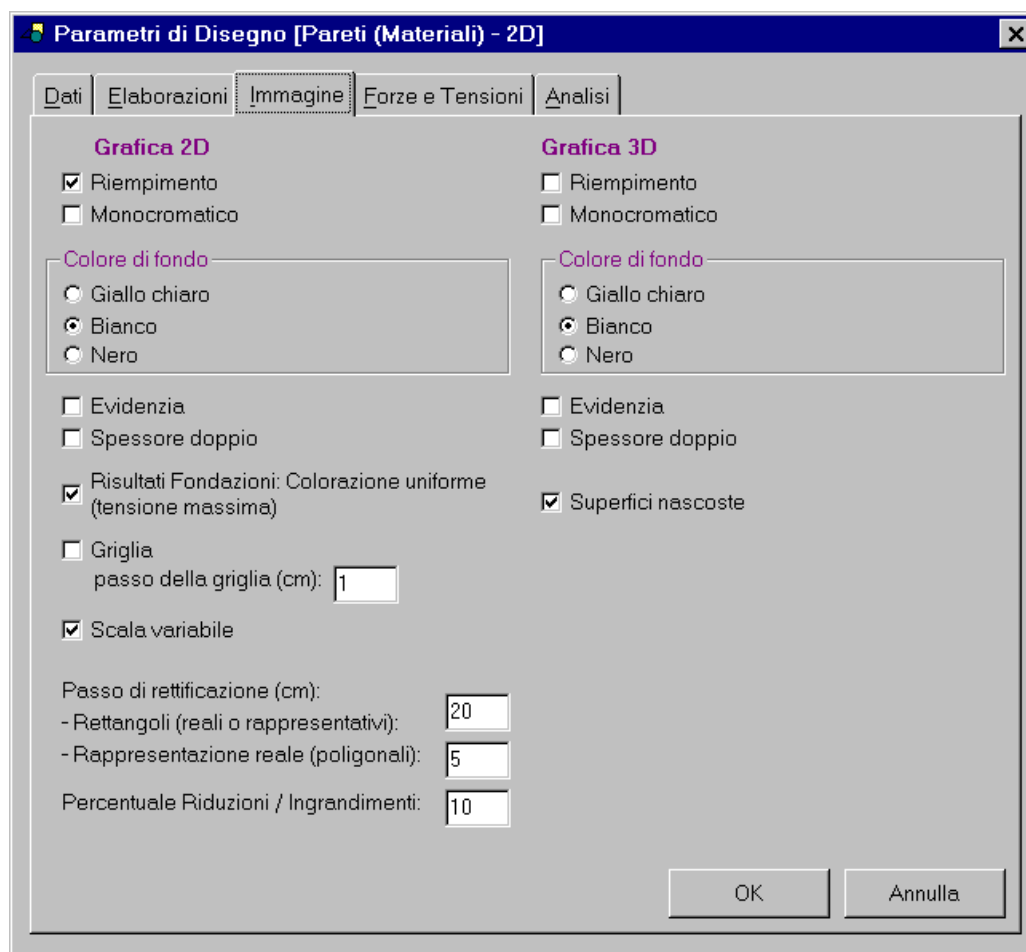 Parametri di Disegno [Pareti (Materiali) - 2D]
Dati Elaborazioni Immagine Forze e Tensioni Analisi
Grafica 2D
Riempimento
Monocromatico
Colore di fondo
Giallo chiaro
Bianco
Nero
Evidenzia
Spessore doppio
Risultati Fondazioni: Colorazione uniforme
(tensione massima)
Griglia
passo della griglia (cm): 1
Scala variabile
Passo di rettificazione (cm):
- Rettangoli (reali o rappresentativi): 20
- Rappresentazione reale (poligonali): 5
Percentuale Riduzioni / Ingrandimenti: 10
Grafica 3D
Riempimento
Monocromatico
Colore di fondo
Giallo chiaro
Bianco
Nero
Evidenzia
Spessore doppio
Superfici nascoste
OK Annulla